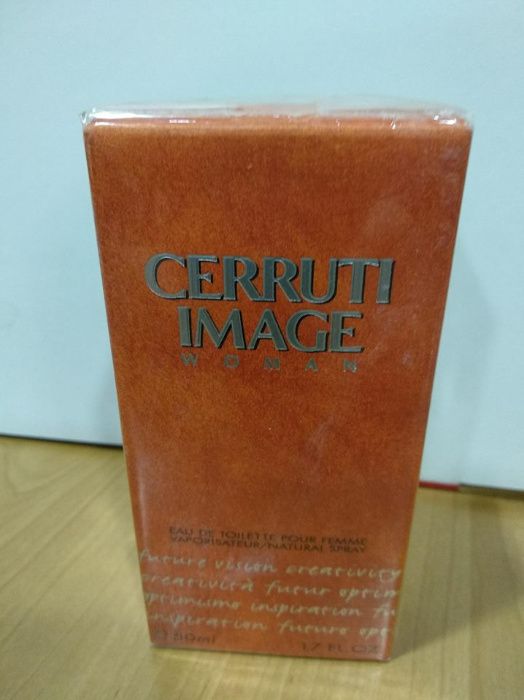 CERRUTI
IMAGE
WOMAN
EAU DE TOILETTE POUR FEMME
VAPORISATEUR/NATURAL SPRAY
future vision creativity
creatività futur optim
optimismo inspiration fu
inspiration futuro opt
50ml 1.7 FL.OZ